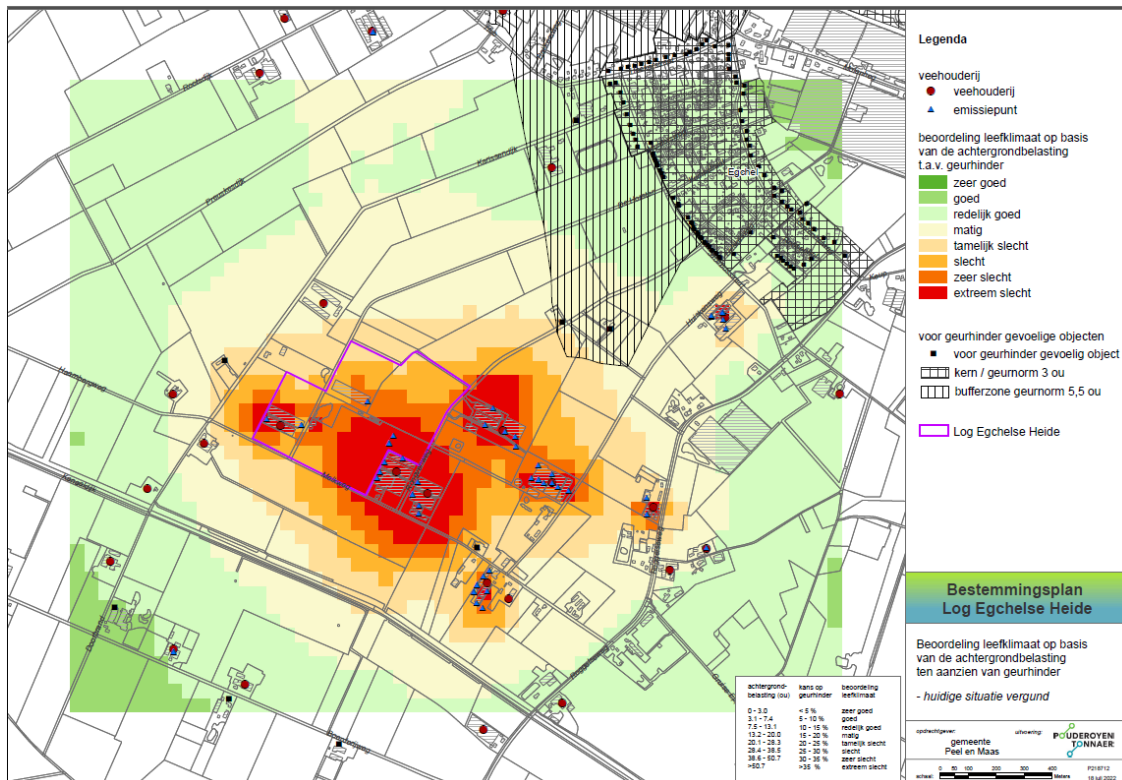 Legenda
veehouderij
veehouderij
emissiepunt
beoordeling leefklimaat op basis
van de achtergrondbelasting
t.a.v. geurhinder
zeer goed
goed
redelijk goed
matig
tamelijk slecht
slecht
zeer slecht
extreem slecht
voor geurhinder gevoelige objecten
voor geurhinder gevoelig object
kern / geurnorm 3 ou
bufferzone geurnorm 5,5 ou
Log Egchelse Heide
Bestemmingsplan
Log Egchelse Heide
Beoordeling leefklimaat op basis
van de achtergrondbelasting
ten aanzien van geurhinder
- huidige situatie vergund
opdrachtgever: uitvoering:
gemeente
Peel en Maas
POUDEROYEN
TONNAER
P216712
schaal: 0 50 100 200 300 400 Meters
18 juli 2022
achtergrond- kans op beoordeling
belasting (ou) geurhinder leefklimaat
0 - 3.0 < 5 % zeer goed
3.1 - 7.4 5 - 10 % goed
7.5 - 13.1 10 - 15 % redelijk goed
13.2 - 20.0 15 - 20 % matig
20.1 - 28.3 20 - 25 % tamelijk slecht
28.4 - 38.5 25 - 30 % slecht
38.6 - 50.7 30 - 35 % zeer slecht
>50.7 >35 % extreem slecht